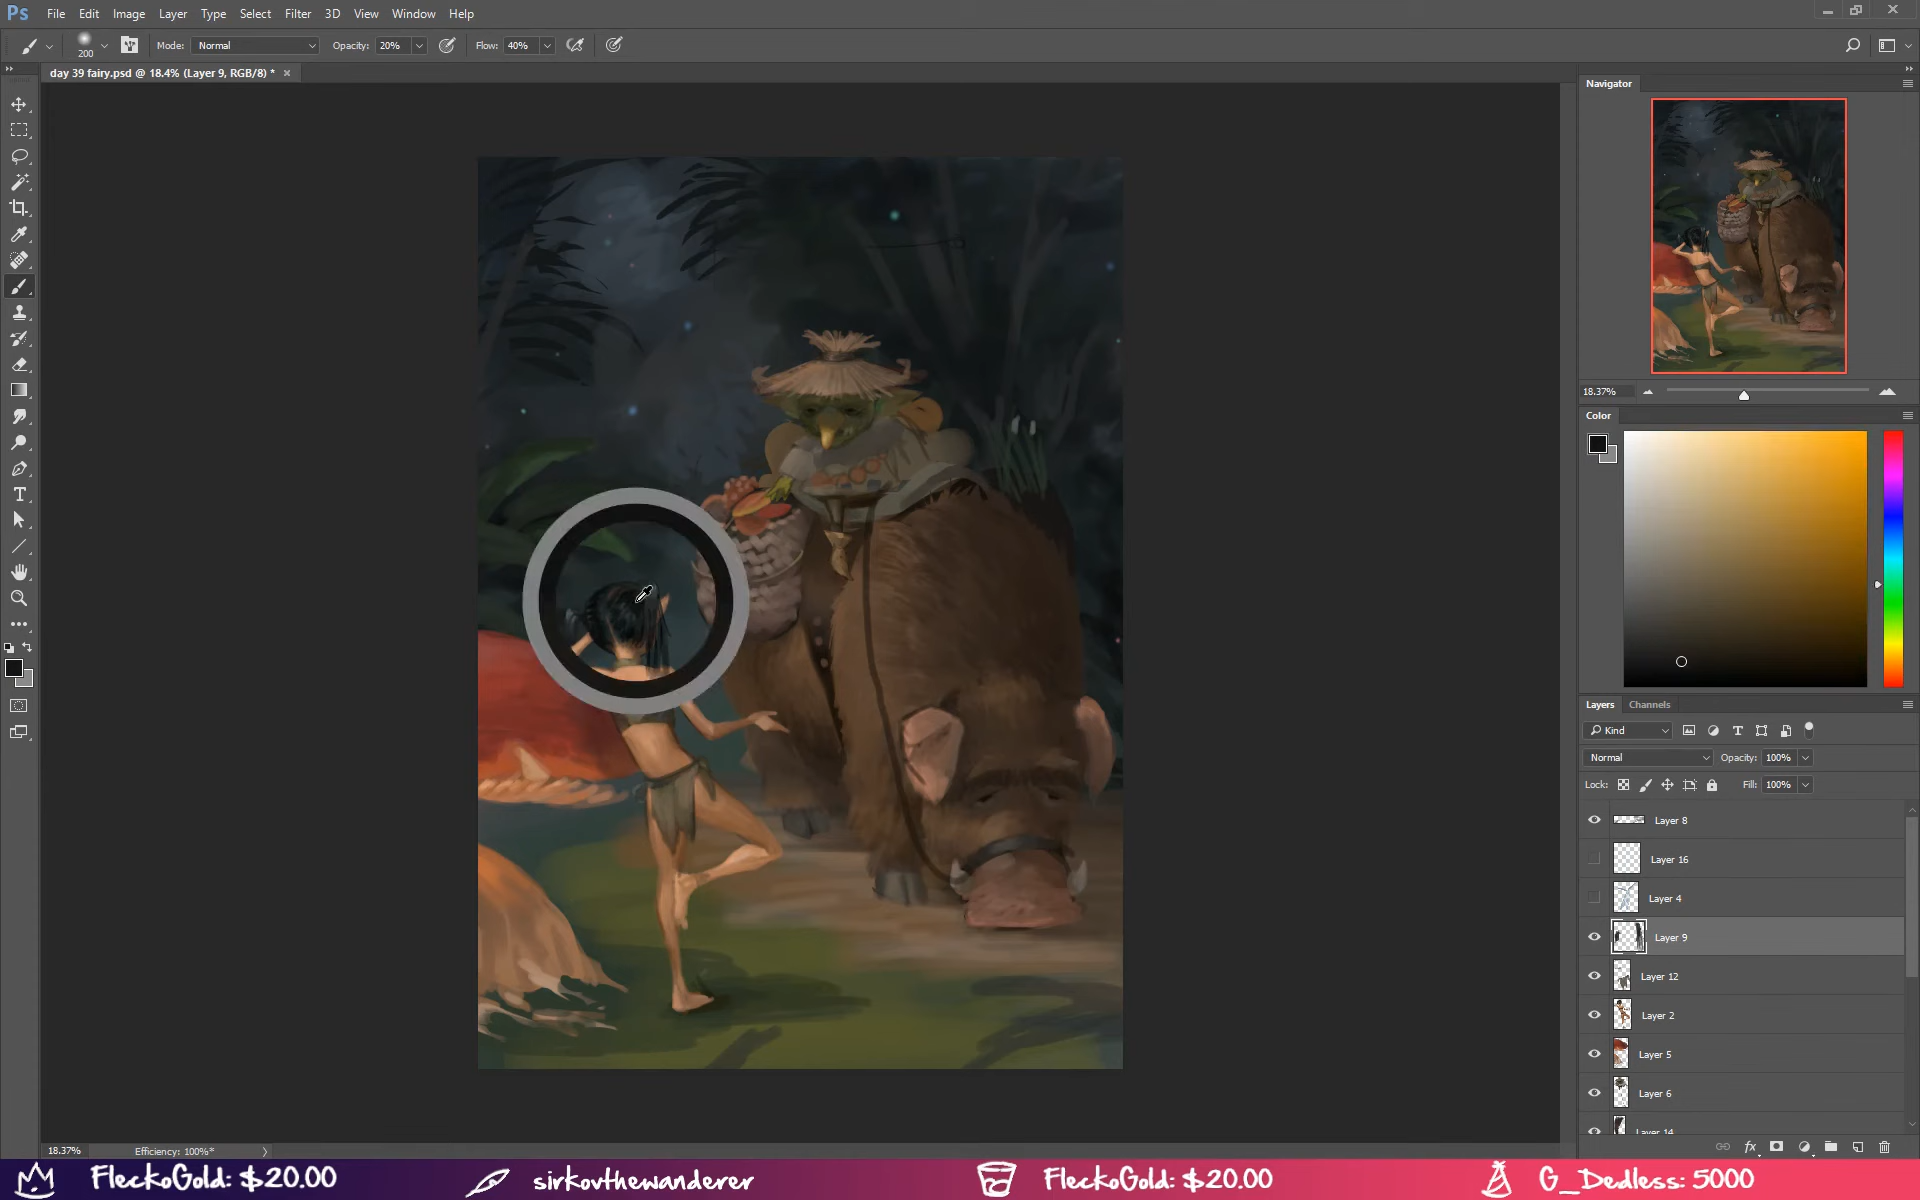 Ps File Edit Image Layer Type Select Filter 3D View Window Help
200 Mode: Normal Opacity: 20% Flow: 40%
day 39 fairy.psd @ 18.4% (Layer 9, RGB/8) *
Navigator
18.37%
Color
Layers Channels
Kind
Normal Opacity: 100%
Lock: Fill: 100%
Layer 8
Layer 16
Layer 4
Layer 9
Layer 12
Layer 2
Layer 5
Layer 6
Layer 14
fx
18.37% Efficiency: 100%*
FleckoGold: $20.00 sirkovthewanderer FleckoGold: $20.00 G_Dedless: 5000